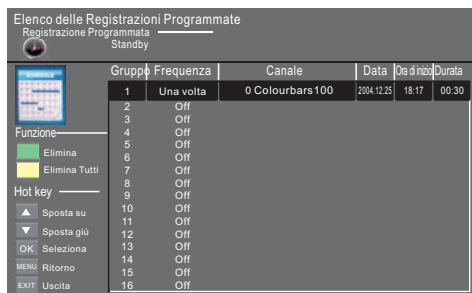 Elenco delle Registrazioni Programmate
Registrazione Programmata
Standby
Gruppo Frequenza Canale Data Ora di inizio Durata
1 Una volta 0 Colourbars100 2004.12.25 18:17 00:30
2 Off
3 Off
4 Off
5 Off
6 Off
7 Off
8 Off
9 Off
10 Off
11 Off
12 Off
13 Off
14 Off
15 Off
16 Off
Funzione
Elimina
Elimina Tutti
Hot key
Sposta su
Sposta giù
OK Seleziona
MENU Ritorno
EXIT Uscita